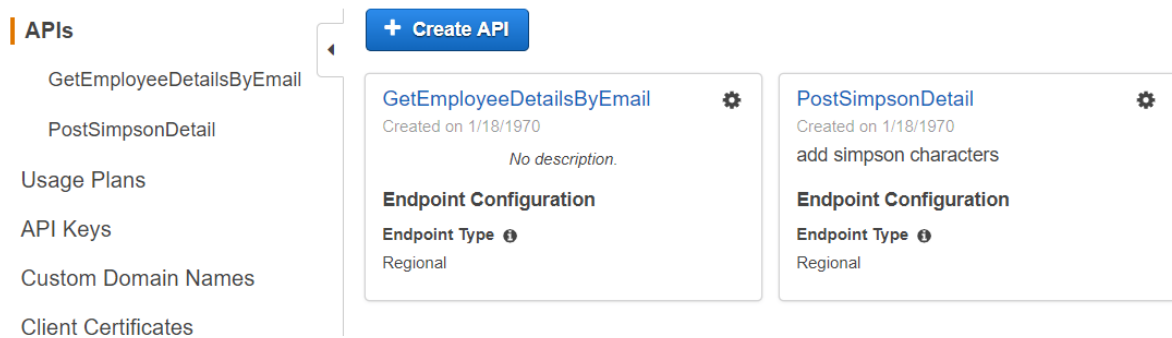 APIs
GetEmployeeDetailsByEmail
PostSimpsonDetail
Usage Plans
API Keys
Custom Domain Names
Client Certificates
+ Create API
GetEmployeeDetailsByEmail
Created on 1/18/1970
No description.
Endpoint Configuration
Endpoint Type
Regional
PostSimpsonDetail
Created on 1/18/1970
add simpson characters
Endpoint Configuration
Endpoint Type
Regional